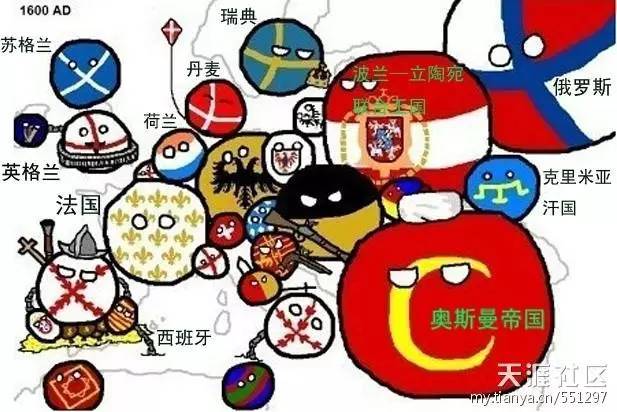 1600 AD
苏格兰
瑞典
丹麦
波兰—立陶宛
联合王国
俄罗斯
荷兰
英格兰
法国
克里米亚
汗国
奥斯曼帝国
西班牙
天涯社区
my.tianya.cn/551297